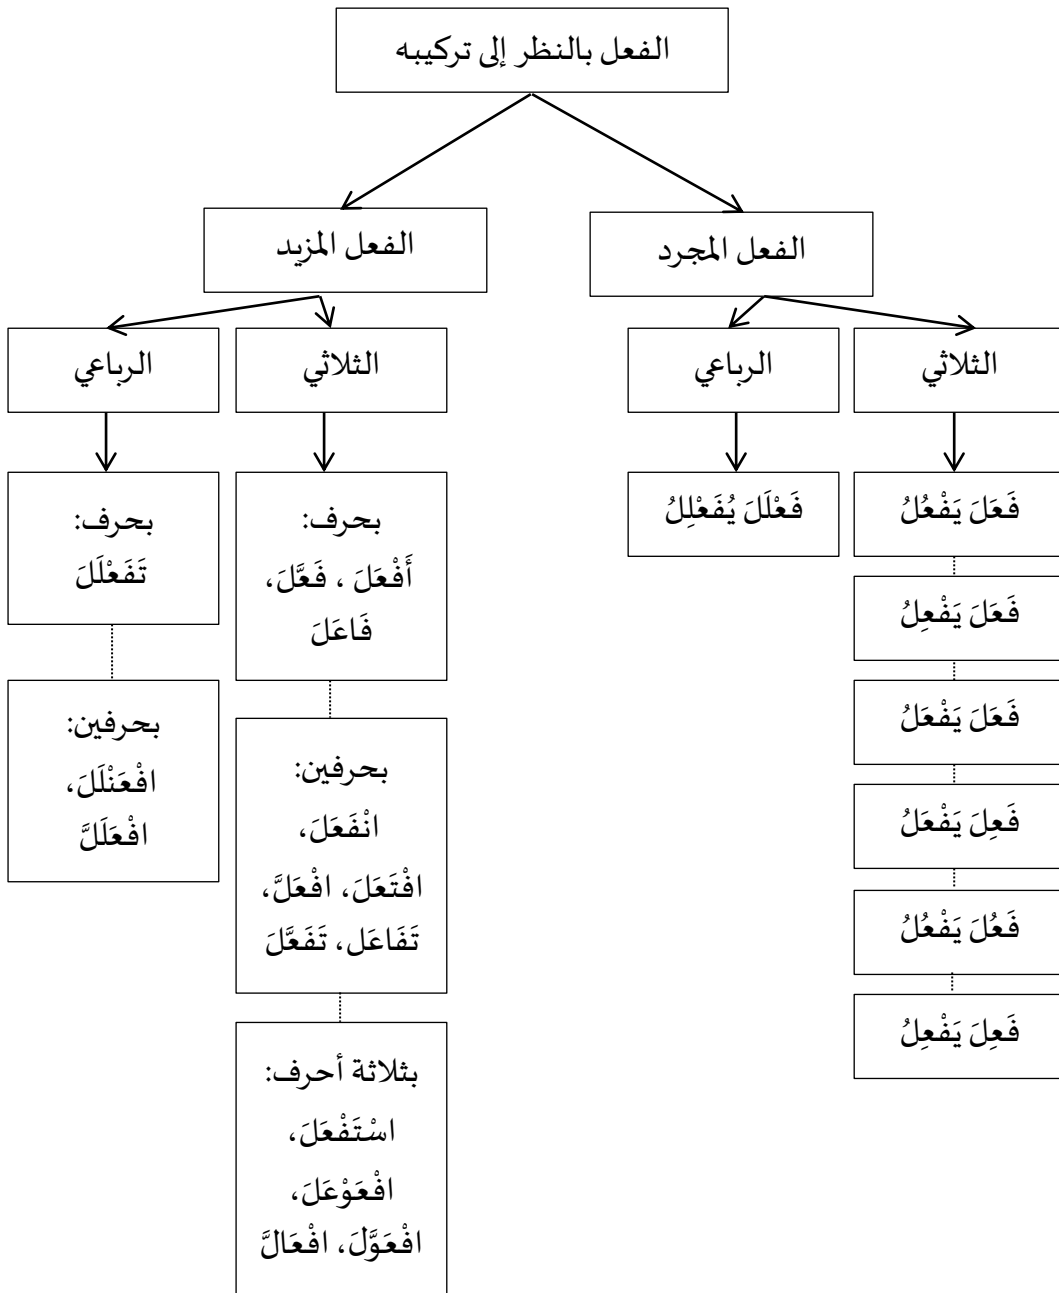 الفعل بالنظر إلى تركيبه
الفعل المجرد
الفعل المزيد
الثلاثي
الرباعي
الثلاثي
الرباعي
فَعَلَ يَفْعُلُ
فَعَلَ يَفْعِلُ
فَعَلَ يَفْعَلُ
فَعِلَ يَفْعَلُ
فَعُلَ يَفْعُلُ
فَعِلَ يَفْعِلُ
فَعْلَلَ يُفَعْلِلُ
بحرف:
أَفْعَلَ ، فَعَّلَ،
فَاعَلَ
بحرفين:
انْفَعَلَ،
افْتَعَلَ، افْعَلَّ،
تَفَاعَل، تَفَعَّلَ
بثلاثة أحرف:
اسْتَفْعَلَ،
افْعَوْعَلَ،
افْعَوَّلَ، افْعَالَّ
بحرف:
تَفَعْلَلَ
بحرفين:
افْعَنْلَلَ،
افْعَلَلَّ